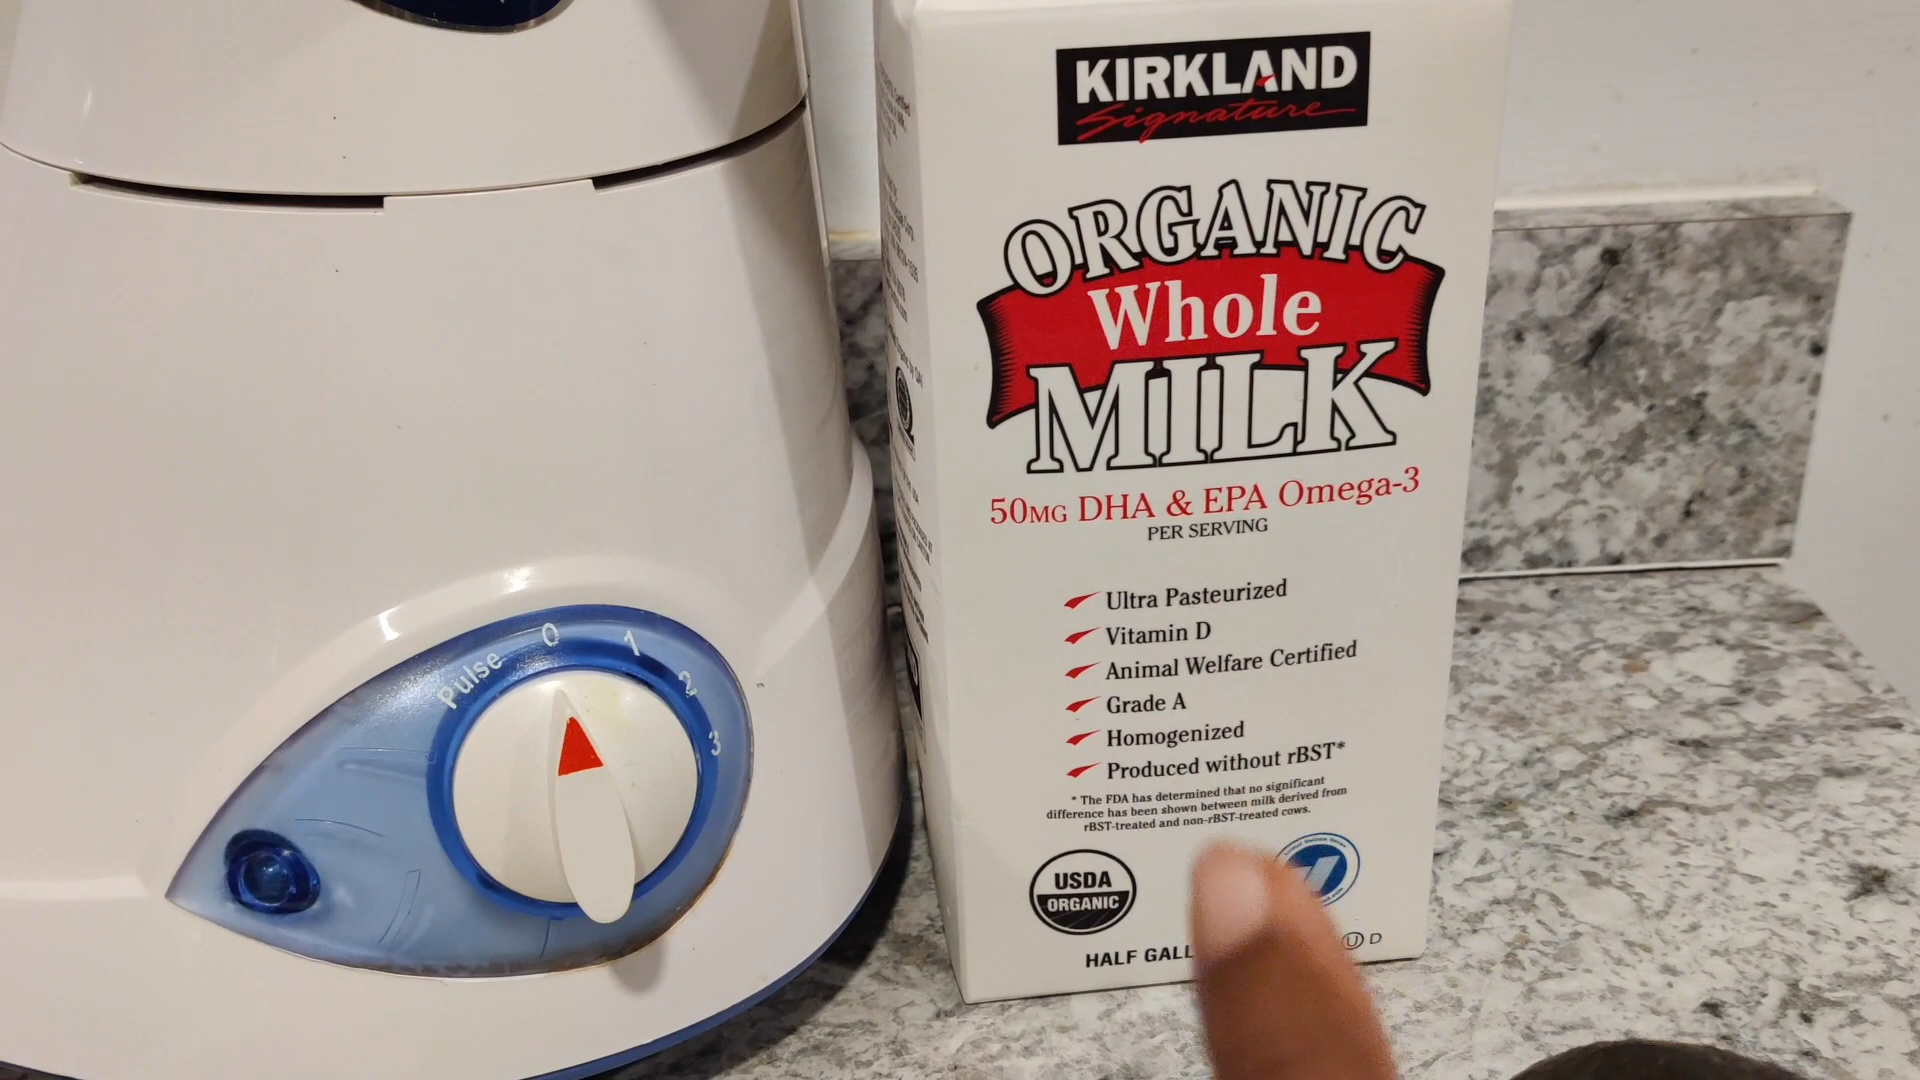 Pulse 0 1 2 3
KIRKLAND
Signature
ORGANIC
Whole
MILK
50MG DHA & EPA Omega-3
PER SERVING
Ultra Pasteurized
Vitamin D
Animal Welfare Certified
Grade A
Homogenized
Produced without rBST*
* The FDA has determined that no significant
difference has been shown between milk derived from
rBST-treated and non-rBST-treated cows.
USDA
ORGANIC
HALF
U D